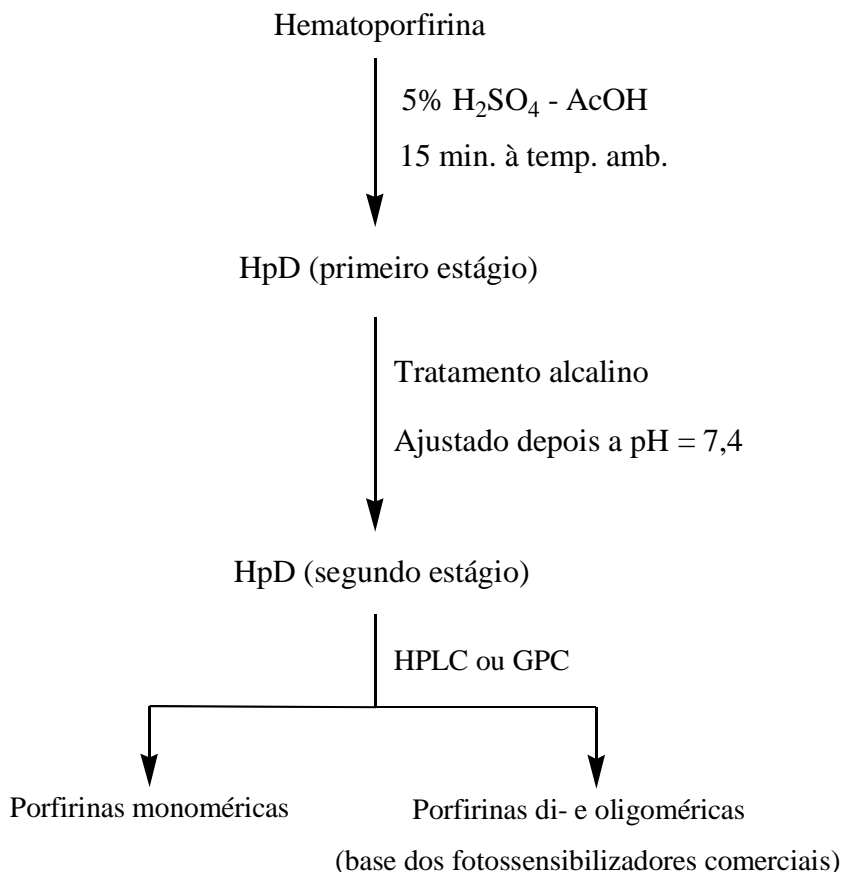 Hematoporfirina
5% H₂SO₄ - AcOH
15 min. à temp. amb.
HpD (primeiro estágio)
Tratamento alcalino
Ajustado depois a pH = 7,4
HpD (segundo estágio)
HPLC ou GPC
Porfirinas monoméricas
Porfirinas di- e oligoméricas
(base dos fotossensibilizadores comerciais)